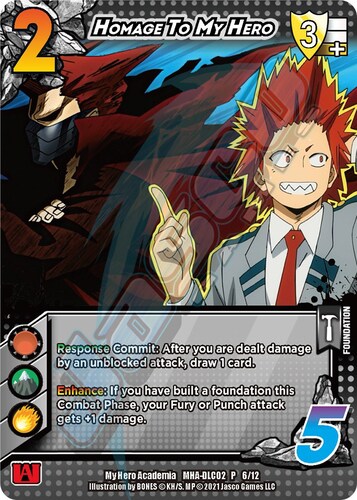 2
HOMAGE TO MY HERO
3
+
FOUNDATION
Response Commit: After you are dealt damage
by an unblocked attack, draw 1 card.
Enhance: If you have built a foundation this
Combat Phase, your Fury or Punch attack
gets +1 damage.
5
UA
My Hero Academia MHA-DLC02 P 6/12
Illustration by BONES ©KH/S, MP ©2021 Jasco Games LLC